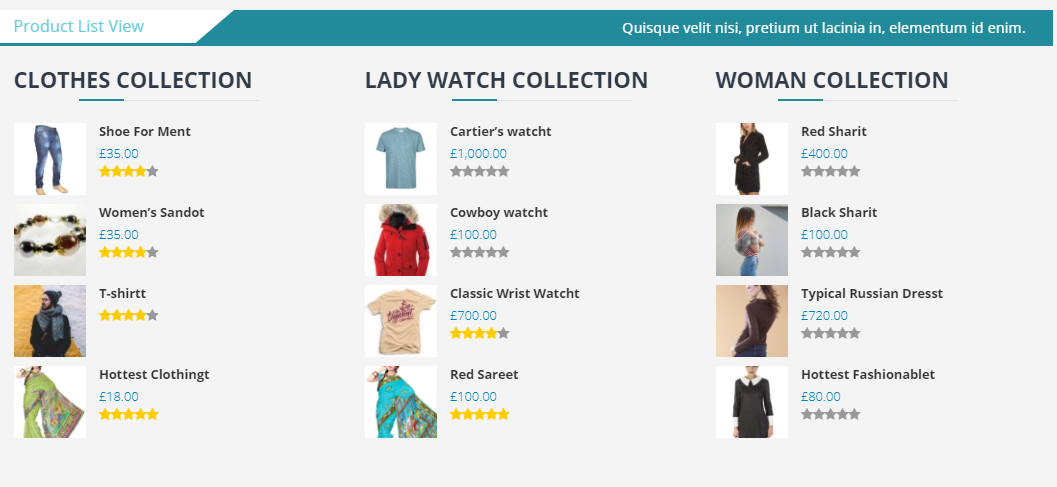 Product List View
Quisque velit nisi, pretium ut lacinia in, elementum id enim.
CLOTHES COLLECTION
Shoe For Ment
£35.00
Women’s Sandot
£35.00
T-shirtt
Hottest Clothingt
£18.00
LADY WATCH COLLECTION
Cartier’s watcht
£1,000.00
Cowboy watcht
£100.00
Classic Wrist Watcht
£700.00
Red Sareet
£100.00
WOMAN COLLECTION
Red Sharit
£400.00
Black Sharit
£100.00
Typical Russian Dresst
£720.00
Hottest Fashionablet
£80.00